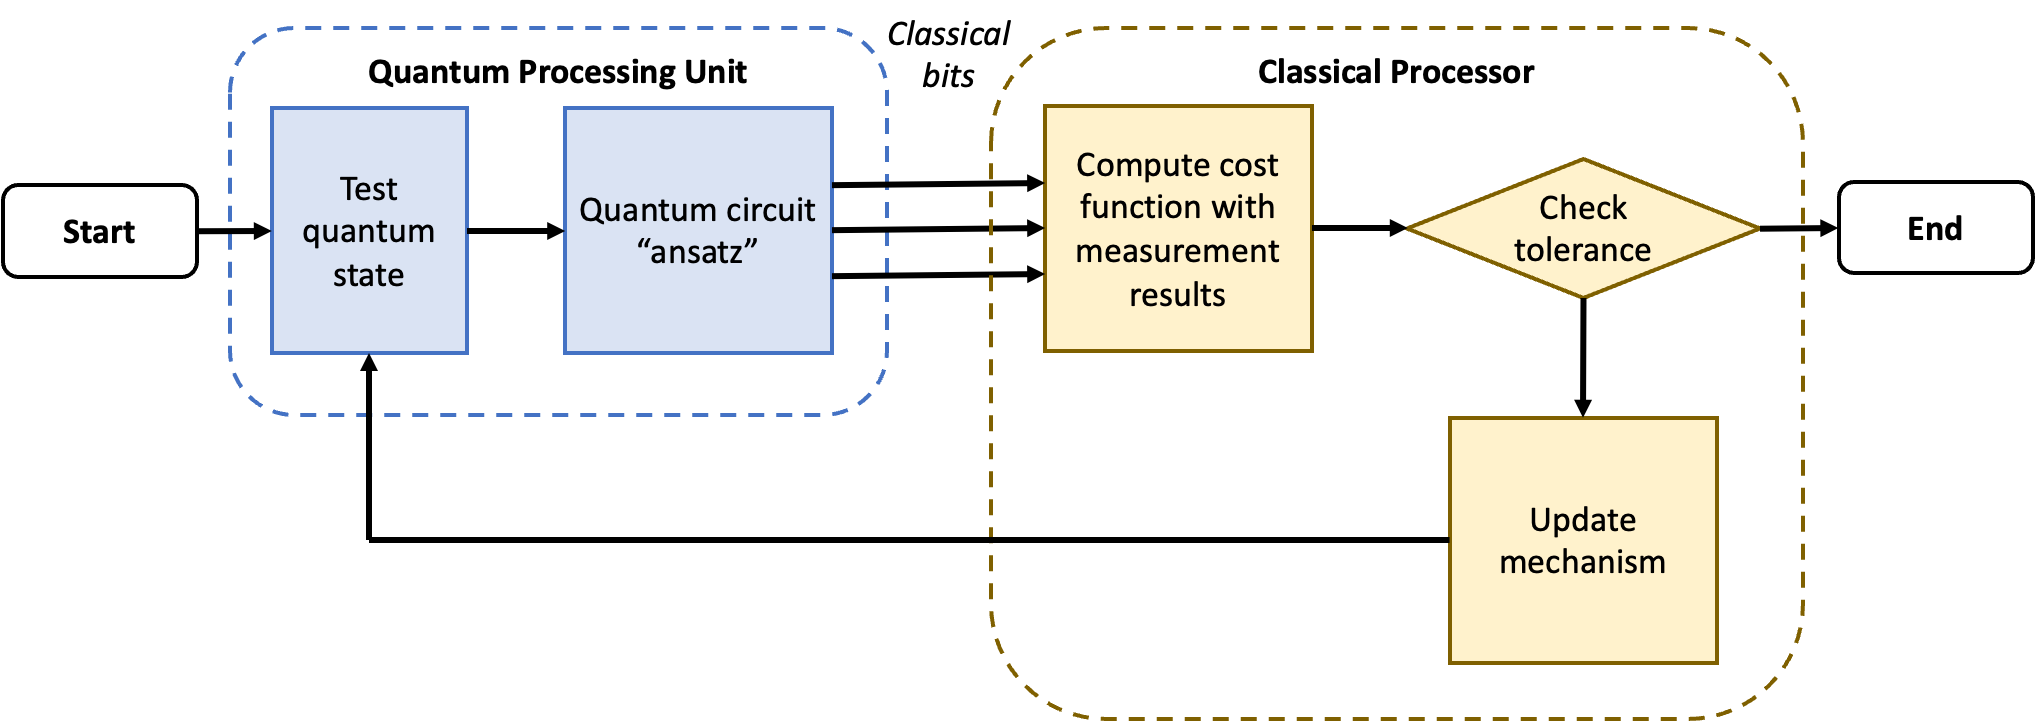 Start
Quantum Processing Unit
Test
quantum
state
Quantum circuit
“ansatz”
Classical
bits
Classical Processor
Compute cost
function with
measurement
results
Check
tolerance
End
Update
mechanism